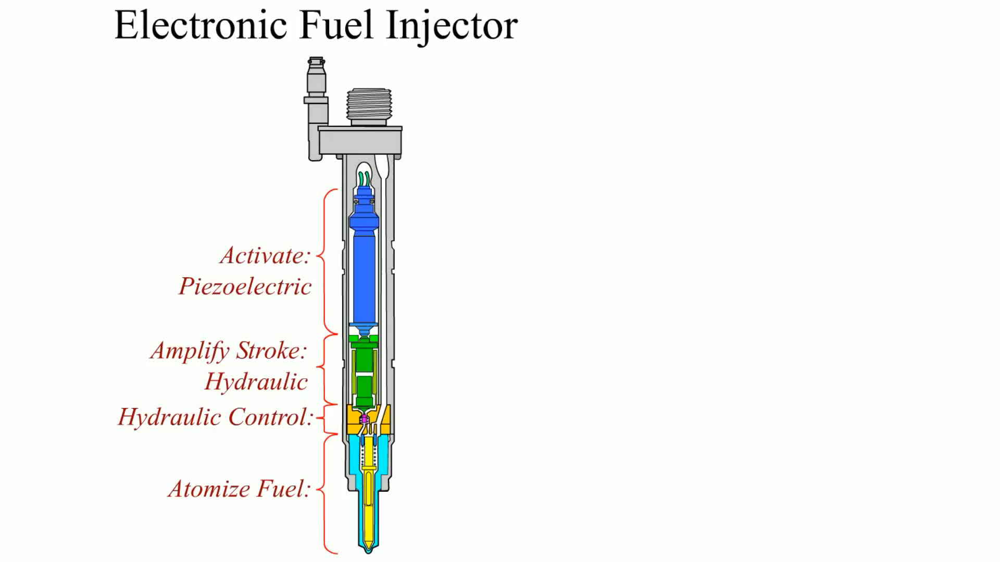 Electronic Fuel Injector
Activate:
Piezoelectric
Amplify Stroke:
Hydraulic
Hydraulic Control:
Atomize Fuel: